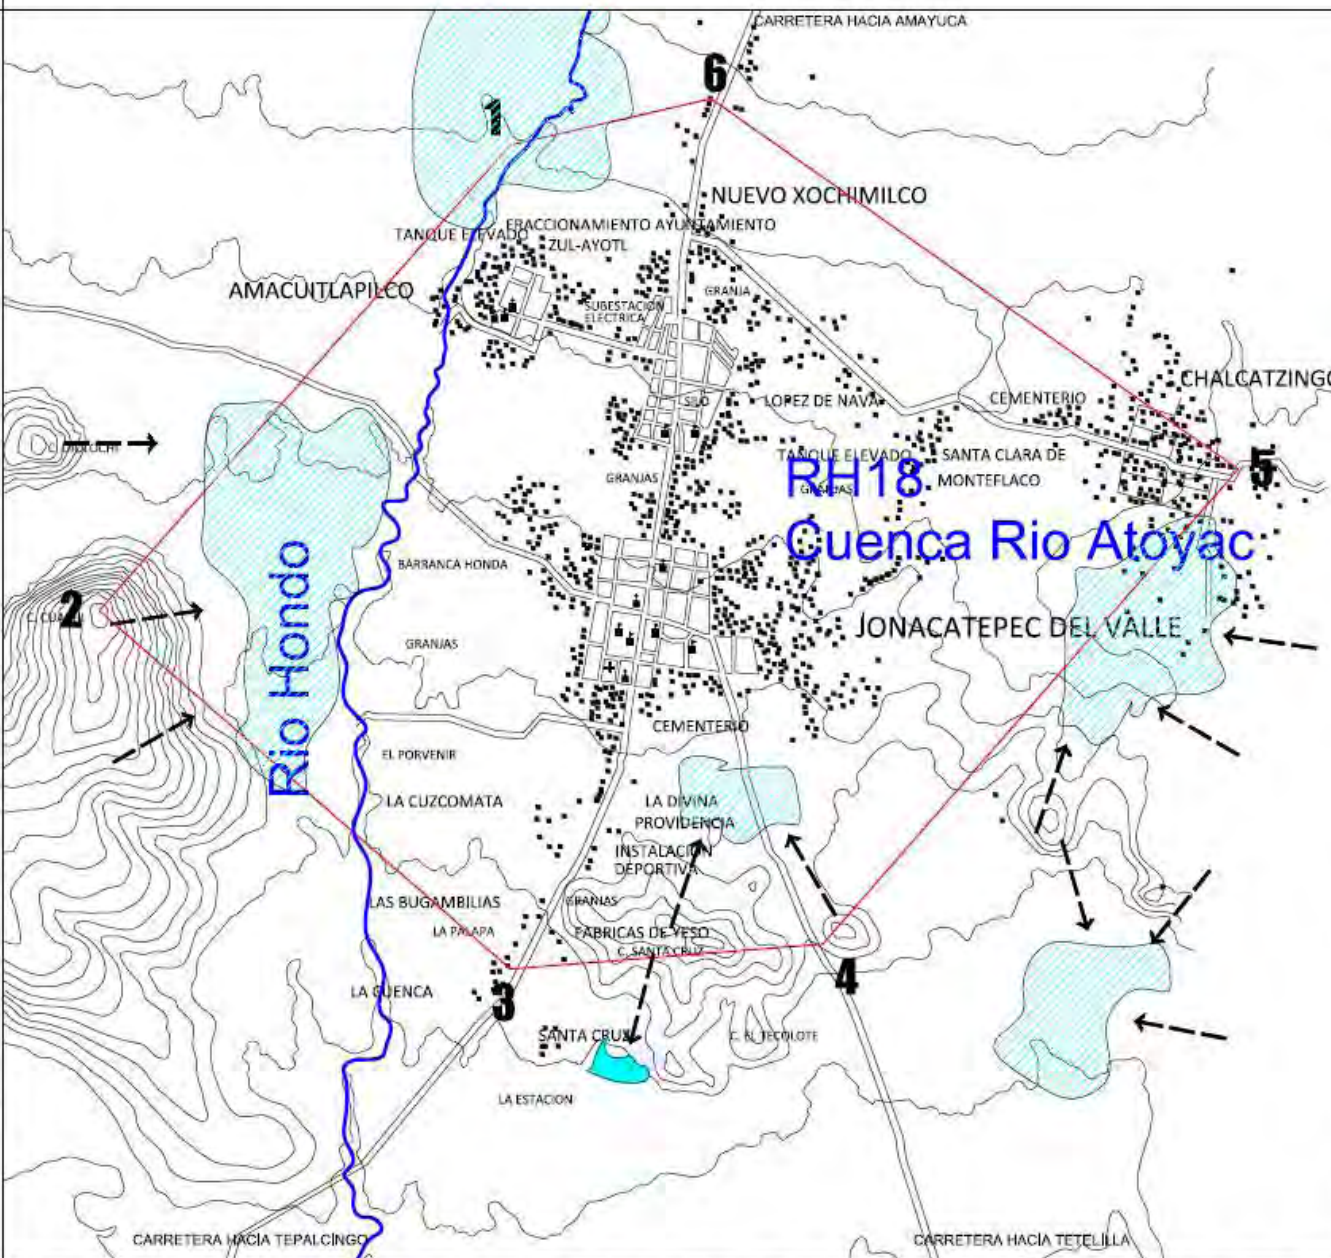 CARRETERA HACIA AMAYUCA
6
1
NUEVO XOCHIMILCO
FRACCIONAMIENTO AYUNTAMIENTO
TANQUE ELEVADO
ZUL-AYOTL
AMACUITLAPILCO
GRANJA
SUBESTACION
ELECTRICA
CHALCATZINGO
SILO
LOPEZ DE NAVA
CEMENTERIO
TANQUE ELEVADO
SANTA CLARA DE
MONTEFLACO
5
GRANJAS
RH18
GRANJAS
Cuenca Rio Atoyac
BARRANCA HONDA
2
Rio Hondo
JONACATEPEC DEL VALLE
GRANJAS
CEMENTERIO
EL PORVENIR
LA CUZCOMATA
LA DIVINA
PROVIDENCIA
INSTALACION
DEPORTIVA
LAS BUGAMBILIAS
GRANJAS
LA PALAPA
FABRICAS DE YESO
C. SANTA CRUZ
4
LA CUENCA
3
SANTA CRUZ
C. EL TECOLOTE
LA ESTACION
CARRETERA HACIA TEPALCINGO
CARRETERA HACIA TETELILLA